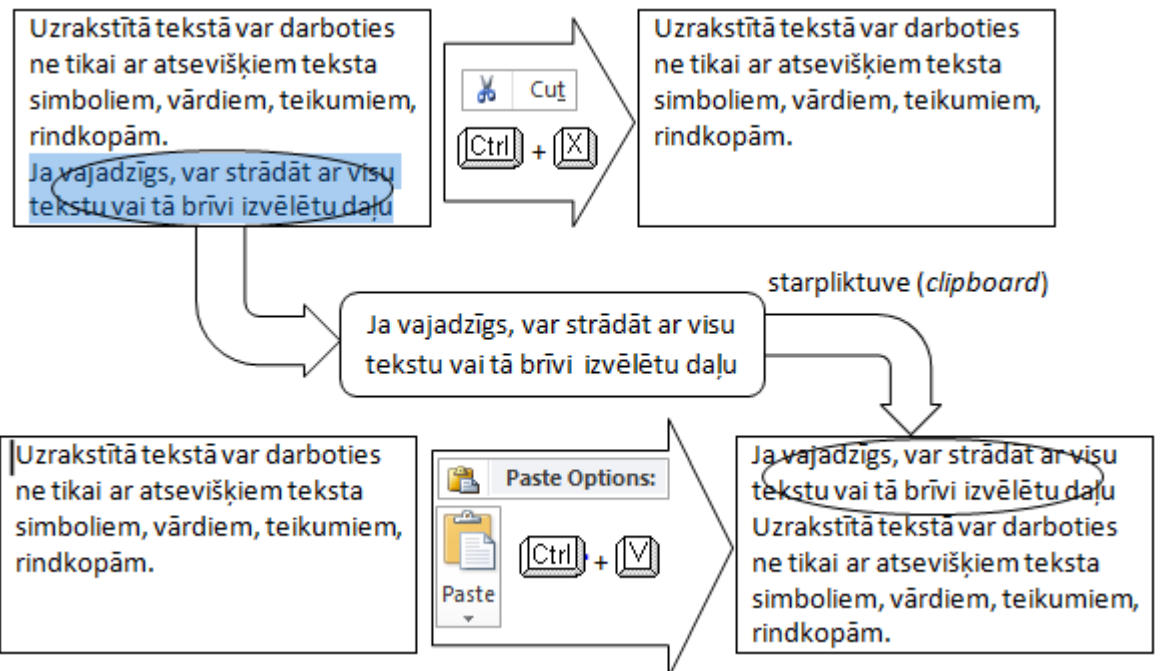 Uzrakstītā tekstā var darboties
ne tikai ar atsevišķiem teksta
simboliem, vārdiem, teikumiem,
rindkopām.
Ja vajadzīgs, var strādāt ar visu
tekstu vai tā brīvi izvēlētu daļu
Cut
Ctrl + X
Uzrakstītā tekstā var darboties
ne tikai ar atsevišķiem teksta
simboliem, vārdiem, teikumiem,
rindkopām.
starpliktuve (clipboard)
Ja vajadzīgs, var strādāt ar visu
tekstu vai tā brīvi izvēlētu daļu
Uzrakstītā tekstā var darboties
ne tikai ar atsevišķiem teksta
simboliem, vārdiem, teikumiem,
rindkopām.
Paste Options:
Paste
Ctrl + V
Ja vajadzīgs, var strādāt ar visu
tekstu vai tā brīvi izvēlētu daļu
Uzrakstītā tekstā var darboties
ne tikai ar atsevišķiem teksta
simboliem, vārdiem, teikumiem,
rindkopām.